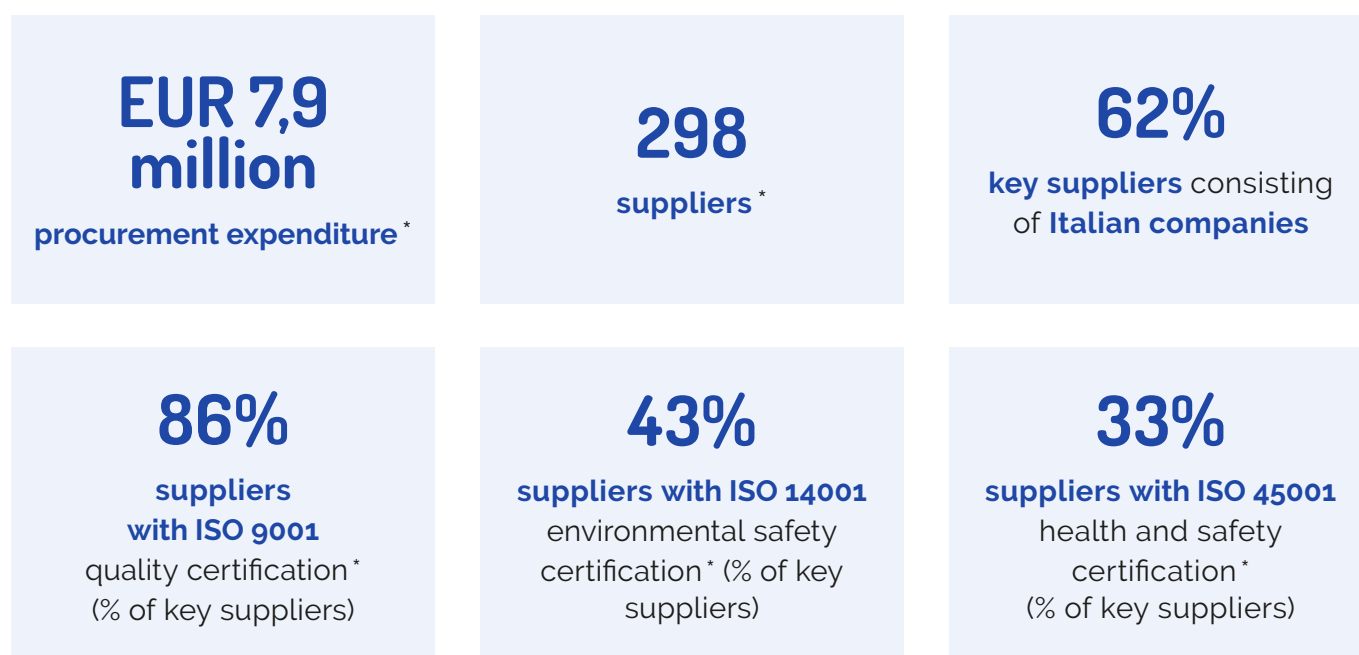 EUR 7,9
million
procurement expenditure *
298
suppliers *
62%
key suppliers consisting
of Italian companies
86%
suppliers
with ISO 9001
quality certification *
(% of key suppliers)
43%
suppliers with ISO 14001
environmental safety
certification * (% of key
suppliers)
33%
suppliers with ISO 45001
health and safety
certification *
(% of key suppliers)